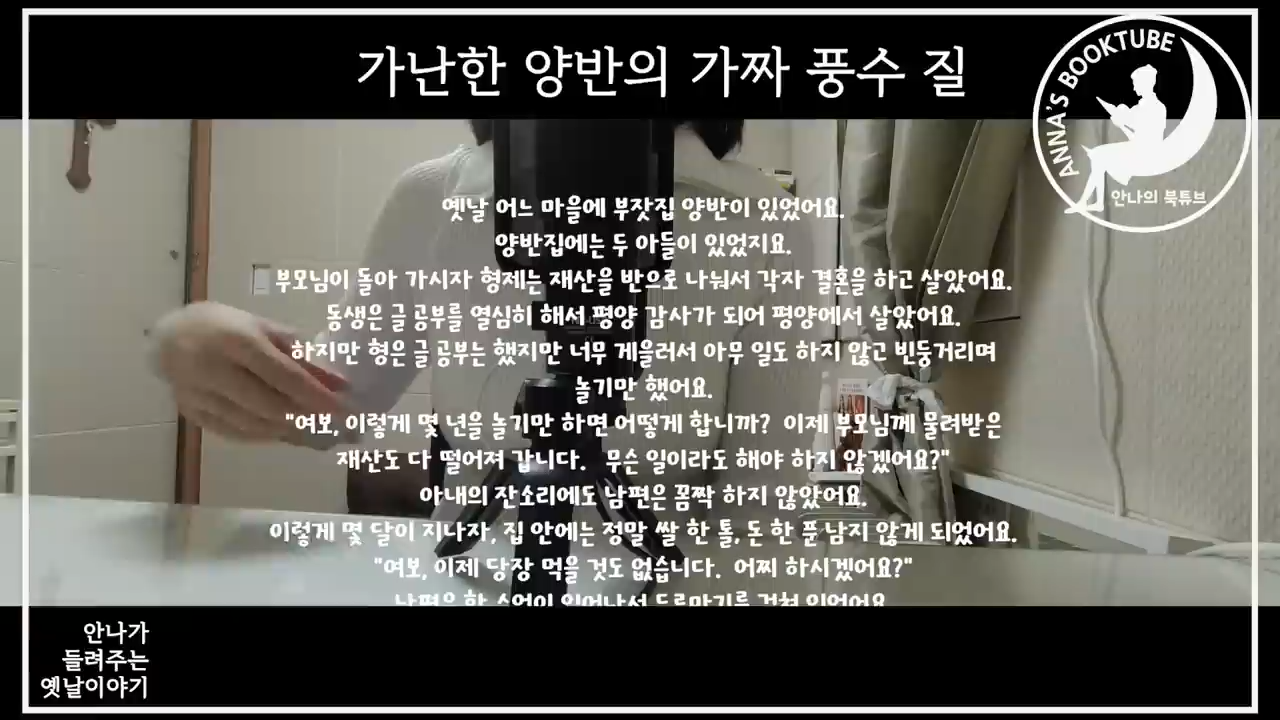 가난한 양반의 가짜 풍수 질
ANNA'S BOOKTUBE
안나의 북튜브
옛날 어느 마을에 부잣집 양반이 있었어요.
양반집에는 두 아들이 있었지요.
부모님이 돌아 가시자 형제는 재산을 반으로 나눠서 각자 결혼을 하고 살았어요.
동생은 글 공부를 열심히 해서 평양 감사가 되어 평양에서 살았어요.
하지만 형은 글 공부는 했지만 너무 게을러서 아무 일도 하지 않고 빈둥거리며
놀기만 했어요.
"여보, 이렇게 몇 년을 놀기만 하면 어떻게 합니까? 이제 부모님께 물려받은
재산도 다 떨어져 갑니다. 무슨 일이라도 해야 하지 않겠어요?"
아내의 잔소리에도 남편은 꼼짝 하지 않았어요.
이렇게 몇 달이 지나자, 집 안에는 정말 쌀 한 톨, 돈 한 푼 남지 않게 되었어요.
"여보, 이제 당장 먹을 것도 없습니다. 어찌 하시겠어요?"
안나가
들려주는
옛날이야기